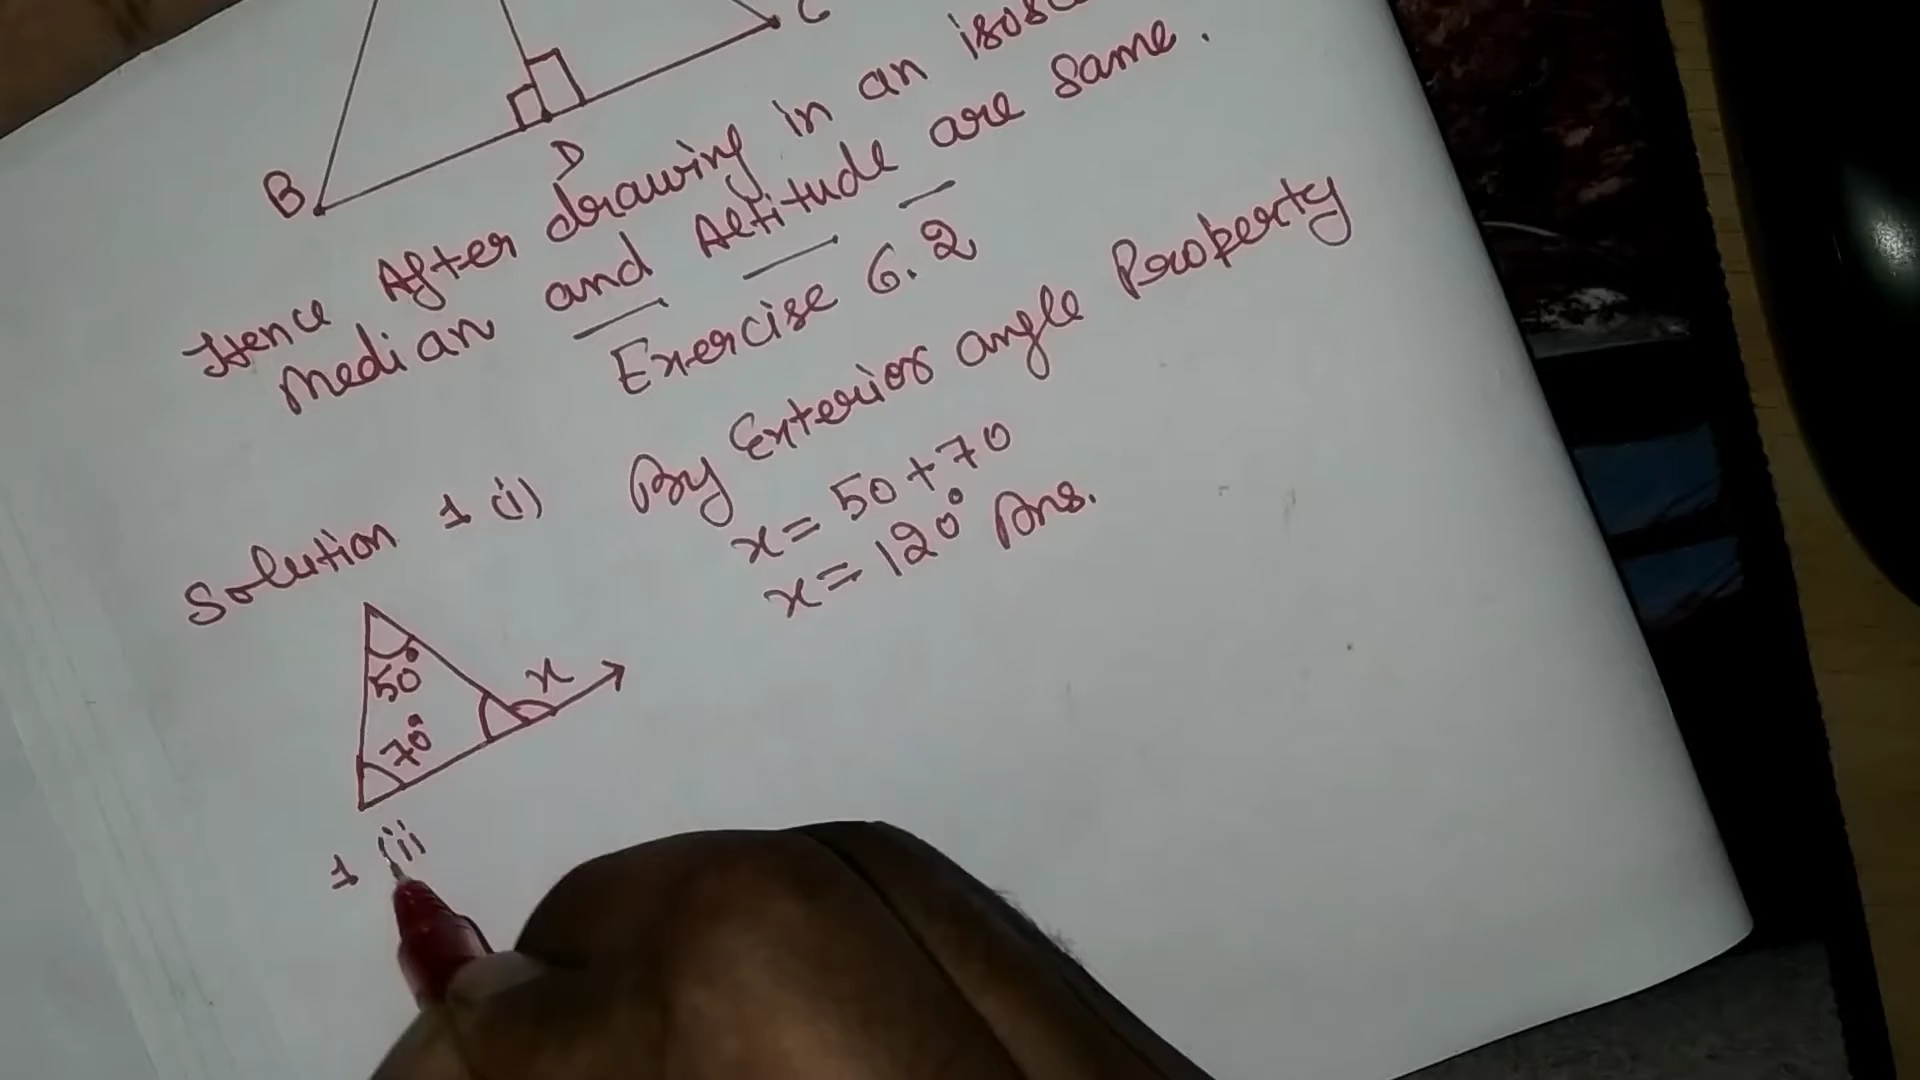 C
B
D
Hence After drawing in an
Median and Altitude are same.
Exercise 6.2
Solution 1 (i) By Exterior angle Property
x = 50 + 70
x = 120° Ans.
50°
x
70°
1 (ii